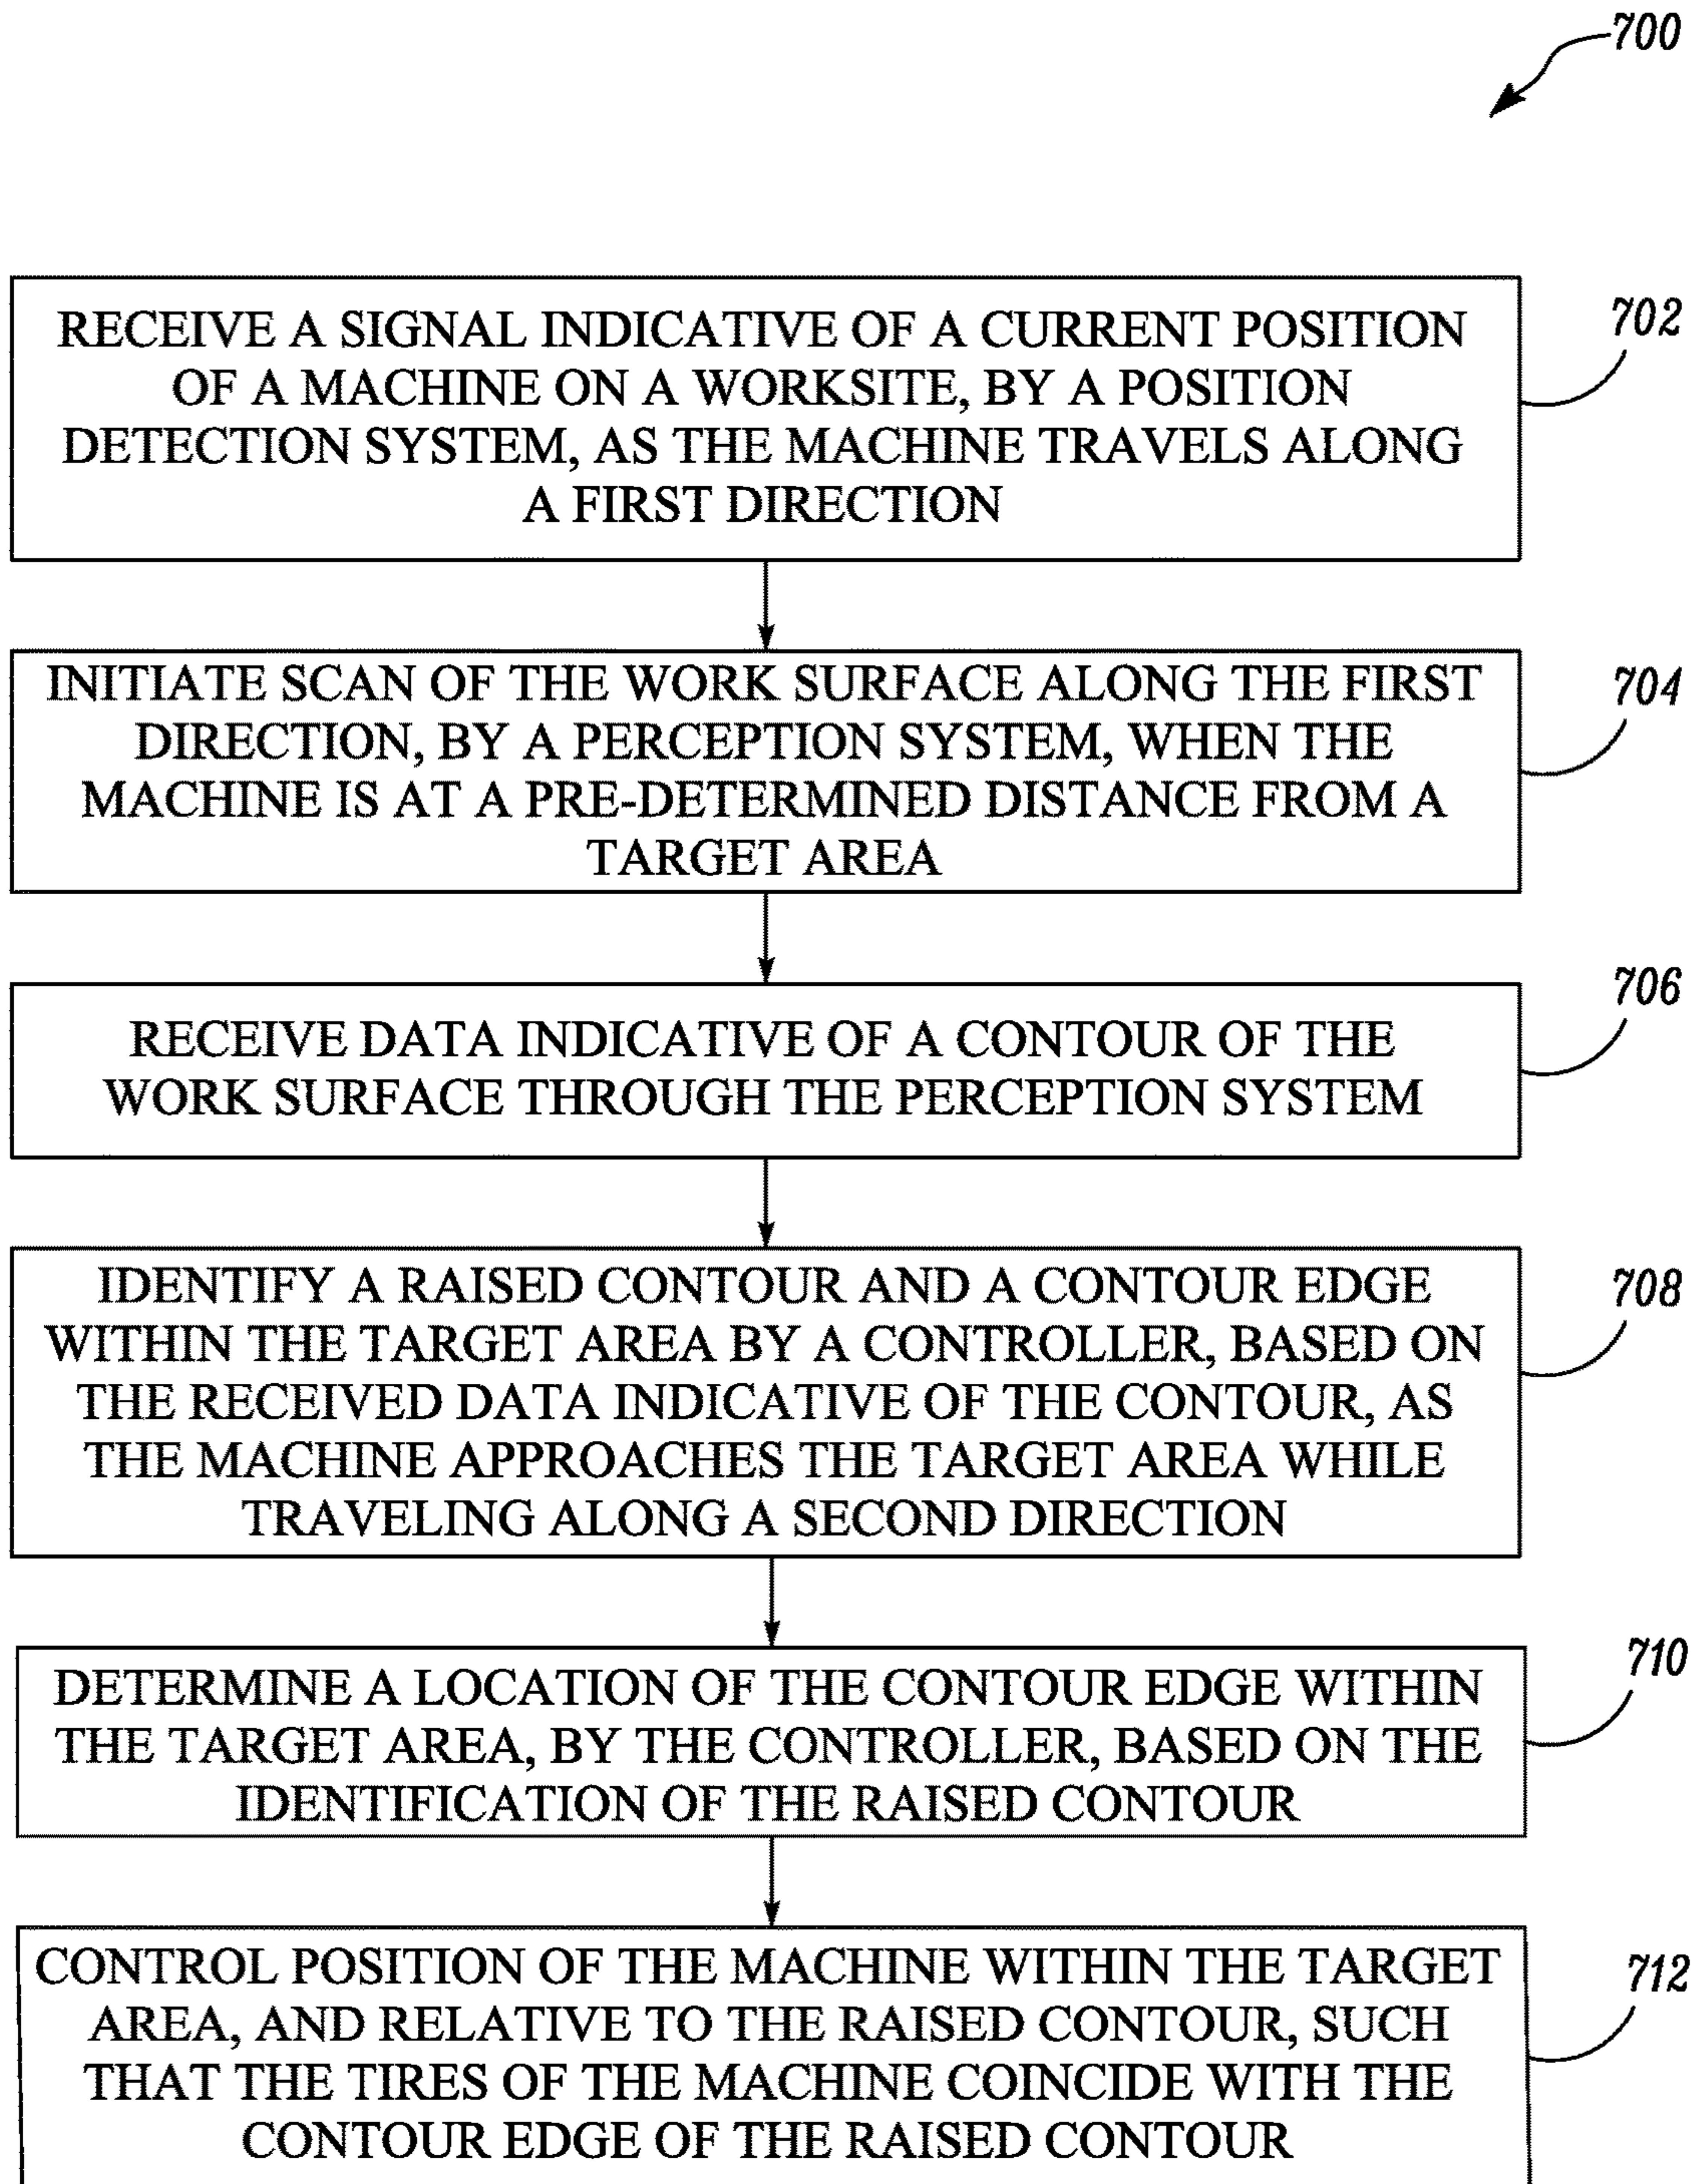 700
RECEIVE A SIGNAL INDICATIVE OF A CURRENT POSITION
OF A MACHINE ON A WORKSITE, BY A POSITION
DETECTION SYSTEM, AS THE MACHINE TRAVELS ALONG
A FIRST DIRECTION
702
INITIATE SCAN OF THE WORK SURFACE ALONG THE FIRST
DIRECTION, BY A PERCEPTION SYSTEM, WHEN THE
MACHINE IS AT A PRE-DETERMINED DISTANCE FROM A
TARGET AREA
704
RECEIVE DATA INDICATIVE OF A CONTOUR OF THE
WORK SURFACE THROUGH THE PERCEPTION SYSTEM
706
IDENTIFY A RAISED CONTOUR AND A CONTOUR EDGE
WITHIN THE TARGET AREA BY A CONTROLLER, BASED ON
THE RECEIVED DATA INDICATIVE OF THE CONTOUR, AS
THE MACHINE APPROACHES THE TARGET AREA WHILE
TRAVELING ALONG A SECOND DIRECTION
708
DETERMINE A LOCATION OF THE CONTOUR EDGE WITHIN
THE TARGET AREA, BY THE CONTROLLER, BASED ON THE
IDENTIFICATION OF THE RAISED CONTOUR
710
CONTROL POSITION OF THE MACHINE WITHIN THE TARGET
AREA, AND RELATIVE TO THE RAISED CONTOUR, SUCH
THAT THE TIRES OF THE MACHINE COINCIDE WITH THE
CONTOUR EDGE OF THE RAISED CONTOUR
712